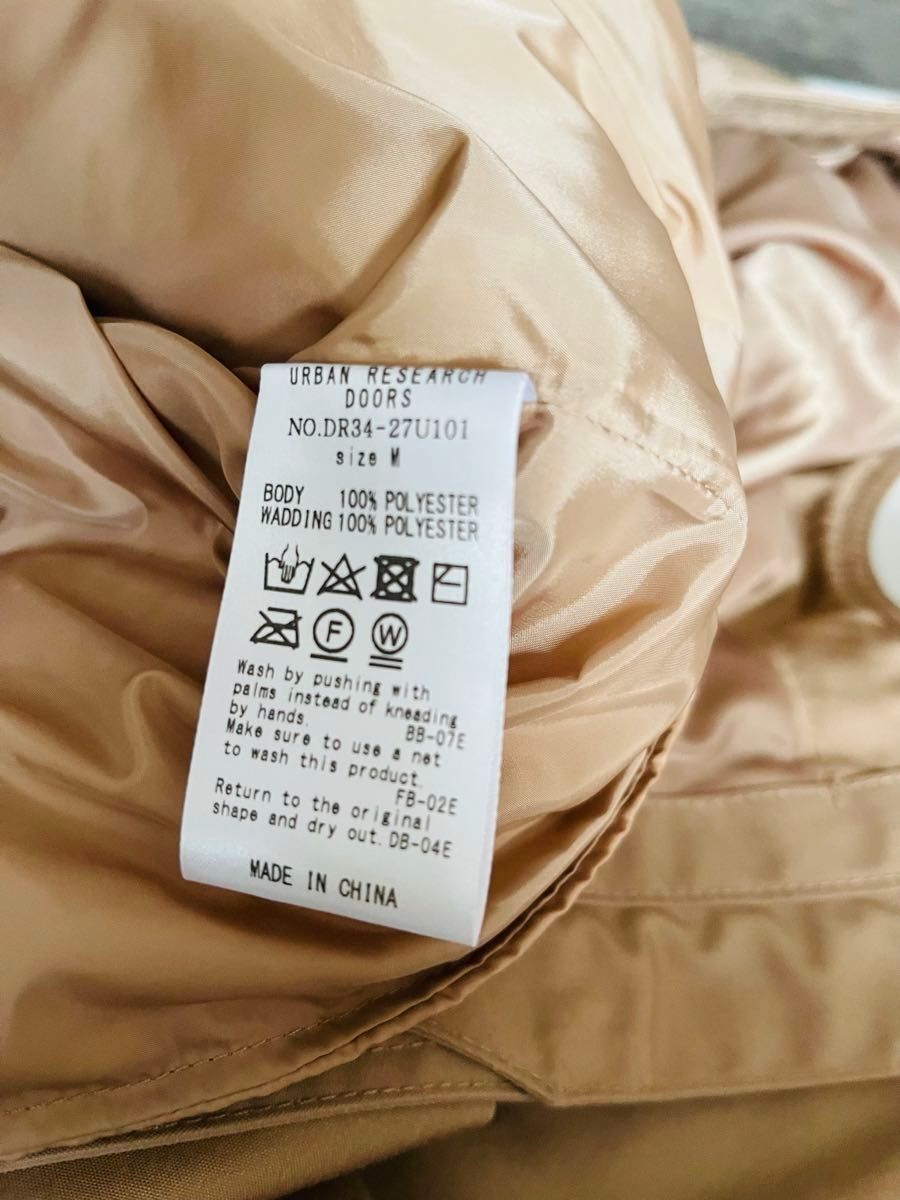 URBAN RESEARCH
DOORS
NO.DR34-27U101
size M
BODY 100% POLYESTER
WADDING 100% POLYESTER
F W
Wash by pushing with
palms instead of kneading
by hands.
BB-07E
Make sure to use a net
to wash this product.
FB-02E
Return to the original
shape and dry out. DB-04E
MADE IN CHINA